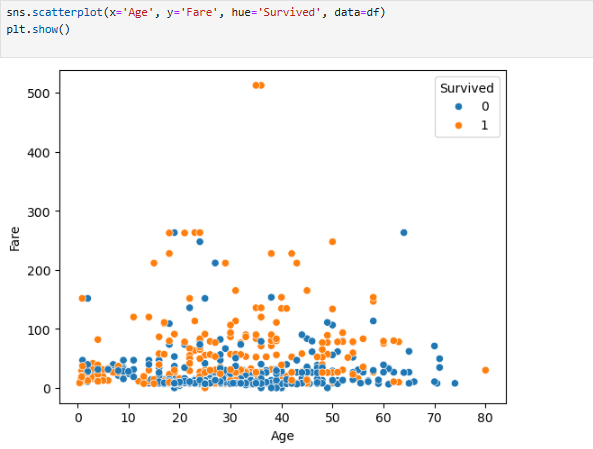 sns.scatterplot(x='Age', y='Fare', hue='Survived', data=df)
plt.show()
Survived
0
1
500
400
300
200
100
0
Fare
0 10 20 30 40 50 60 70 80
Age